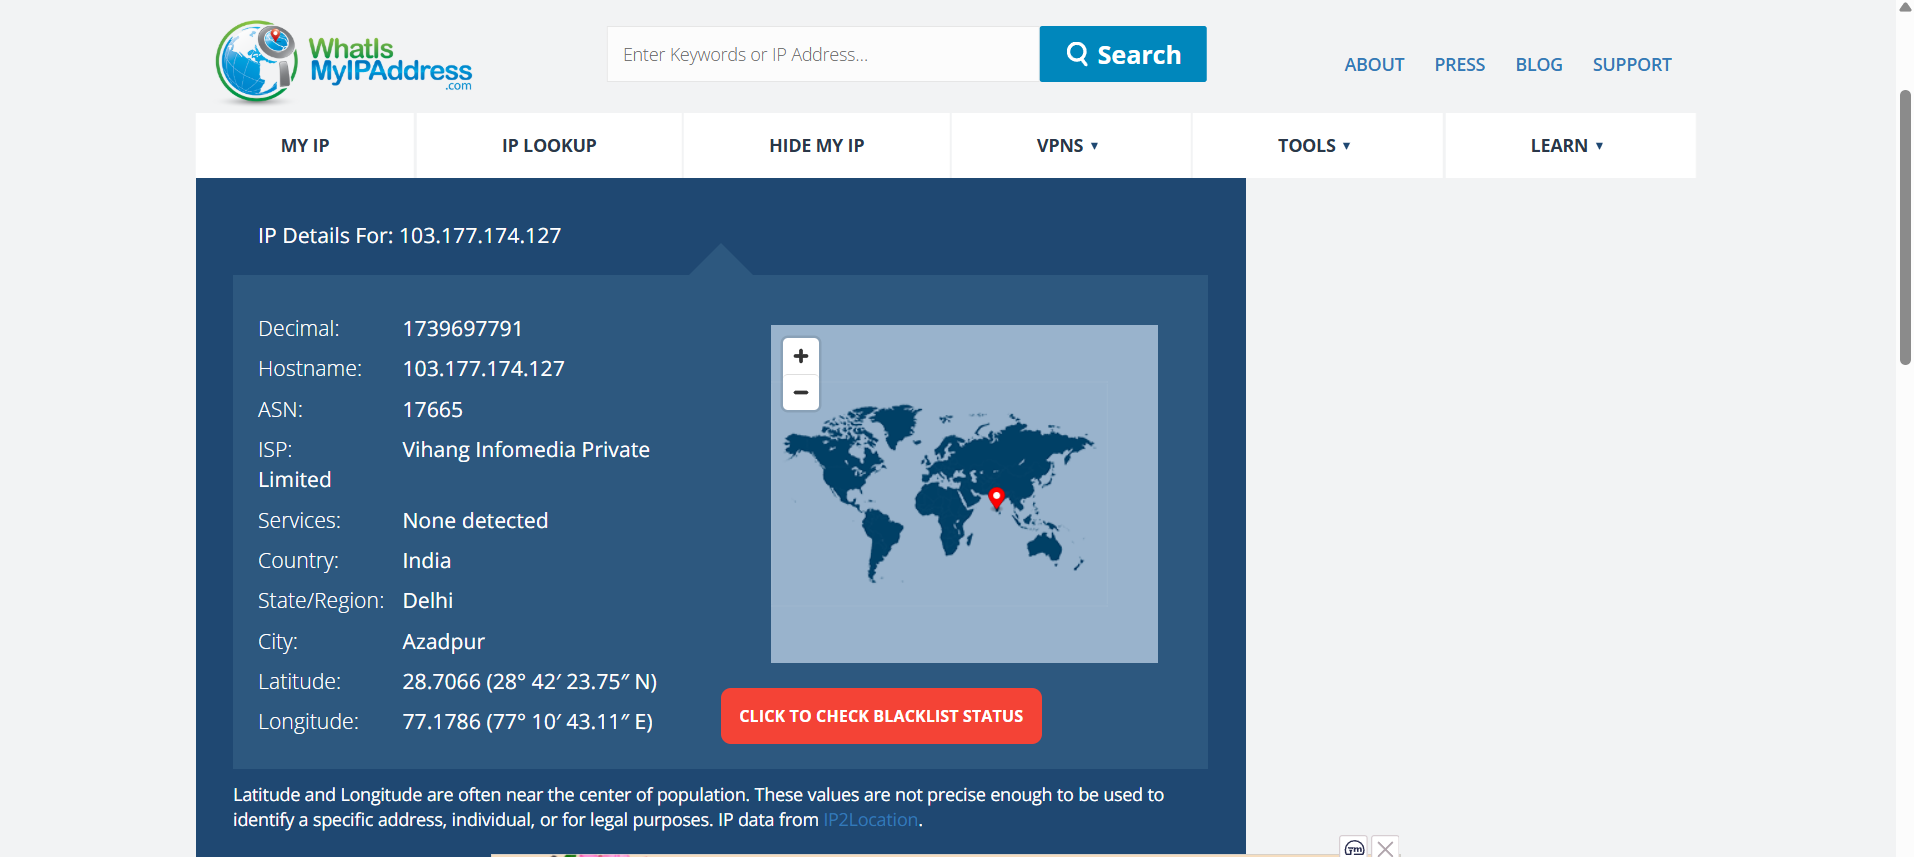 WhatIs
MyIPAddress
.com
Enter Keywords or IP Address...
Search
ABOUT PRESS BLOG SUPPORT
MY IP IP LOOKUP HIDE MY IP VPNS ▼ TOOLS ▼ LEARN ▼
IP Details For: 103.177.174.127
Decimal: 1739697791
Hostname: 103.177.174.127
ASN: 17665
ISP: Vihang Infomedia Private
Limited
Services: None detected
Country: India
State/Region: Delhi
City: Azadpur
Latitude: 28.7066 (28° 42′ 23.75″ N)
Longitude: 77.1786 (77° 10′ 43.11″ E)
+
−
CLICK TO CHECK BLACKLIST STATUS
Latitude and Longitude are often near the center of population. These values are not precise enough to be used to
identify a specific address, individual, or for legal purposes. IP data from IP2Location.